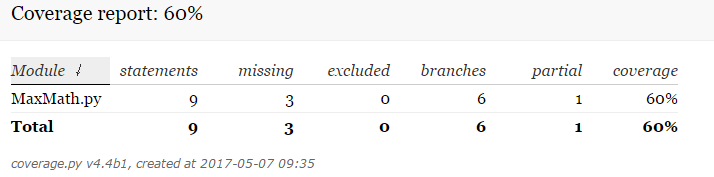 Coverage report: 60%
Module ↓ statements missing excluded branches partial coverage
MaxMath.py 9 3 0 6 1 60%
Total 9 3 0 6 1 60%
coverage.py v4.4b1, created at 2017-05-07 09:35